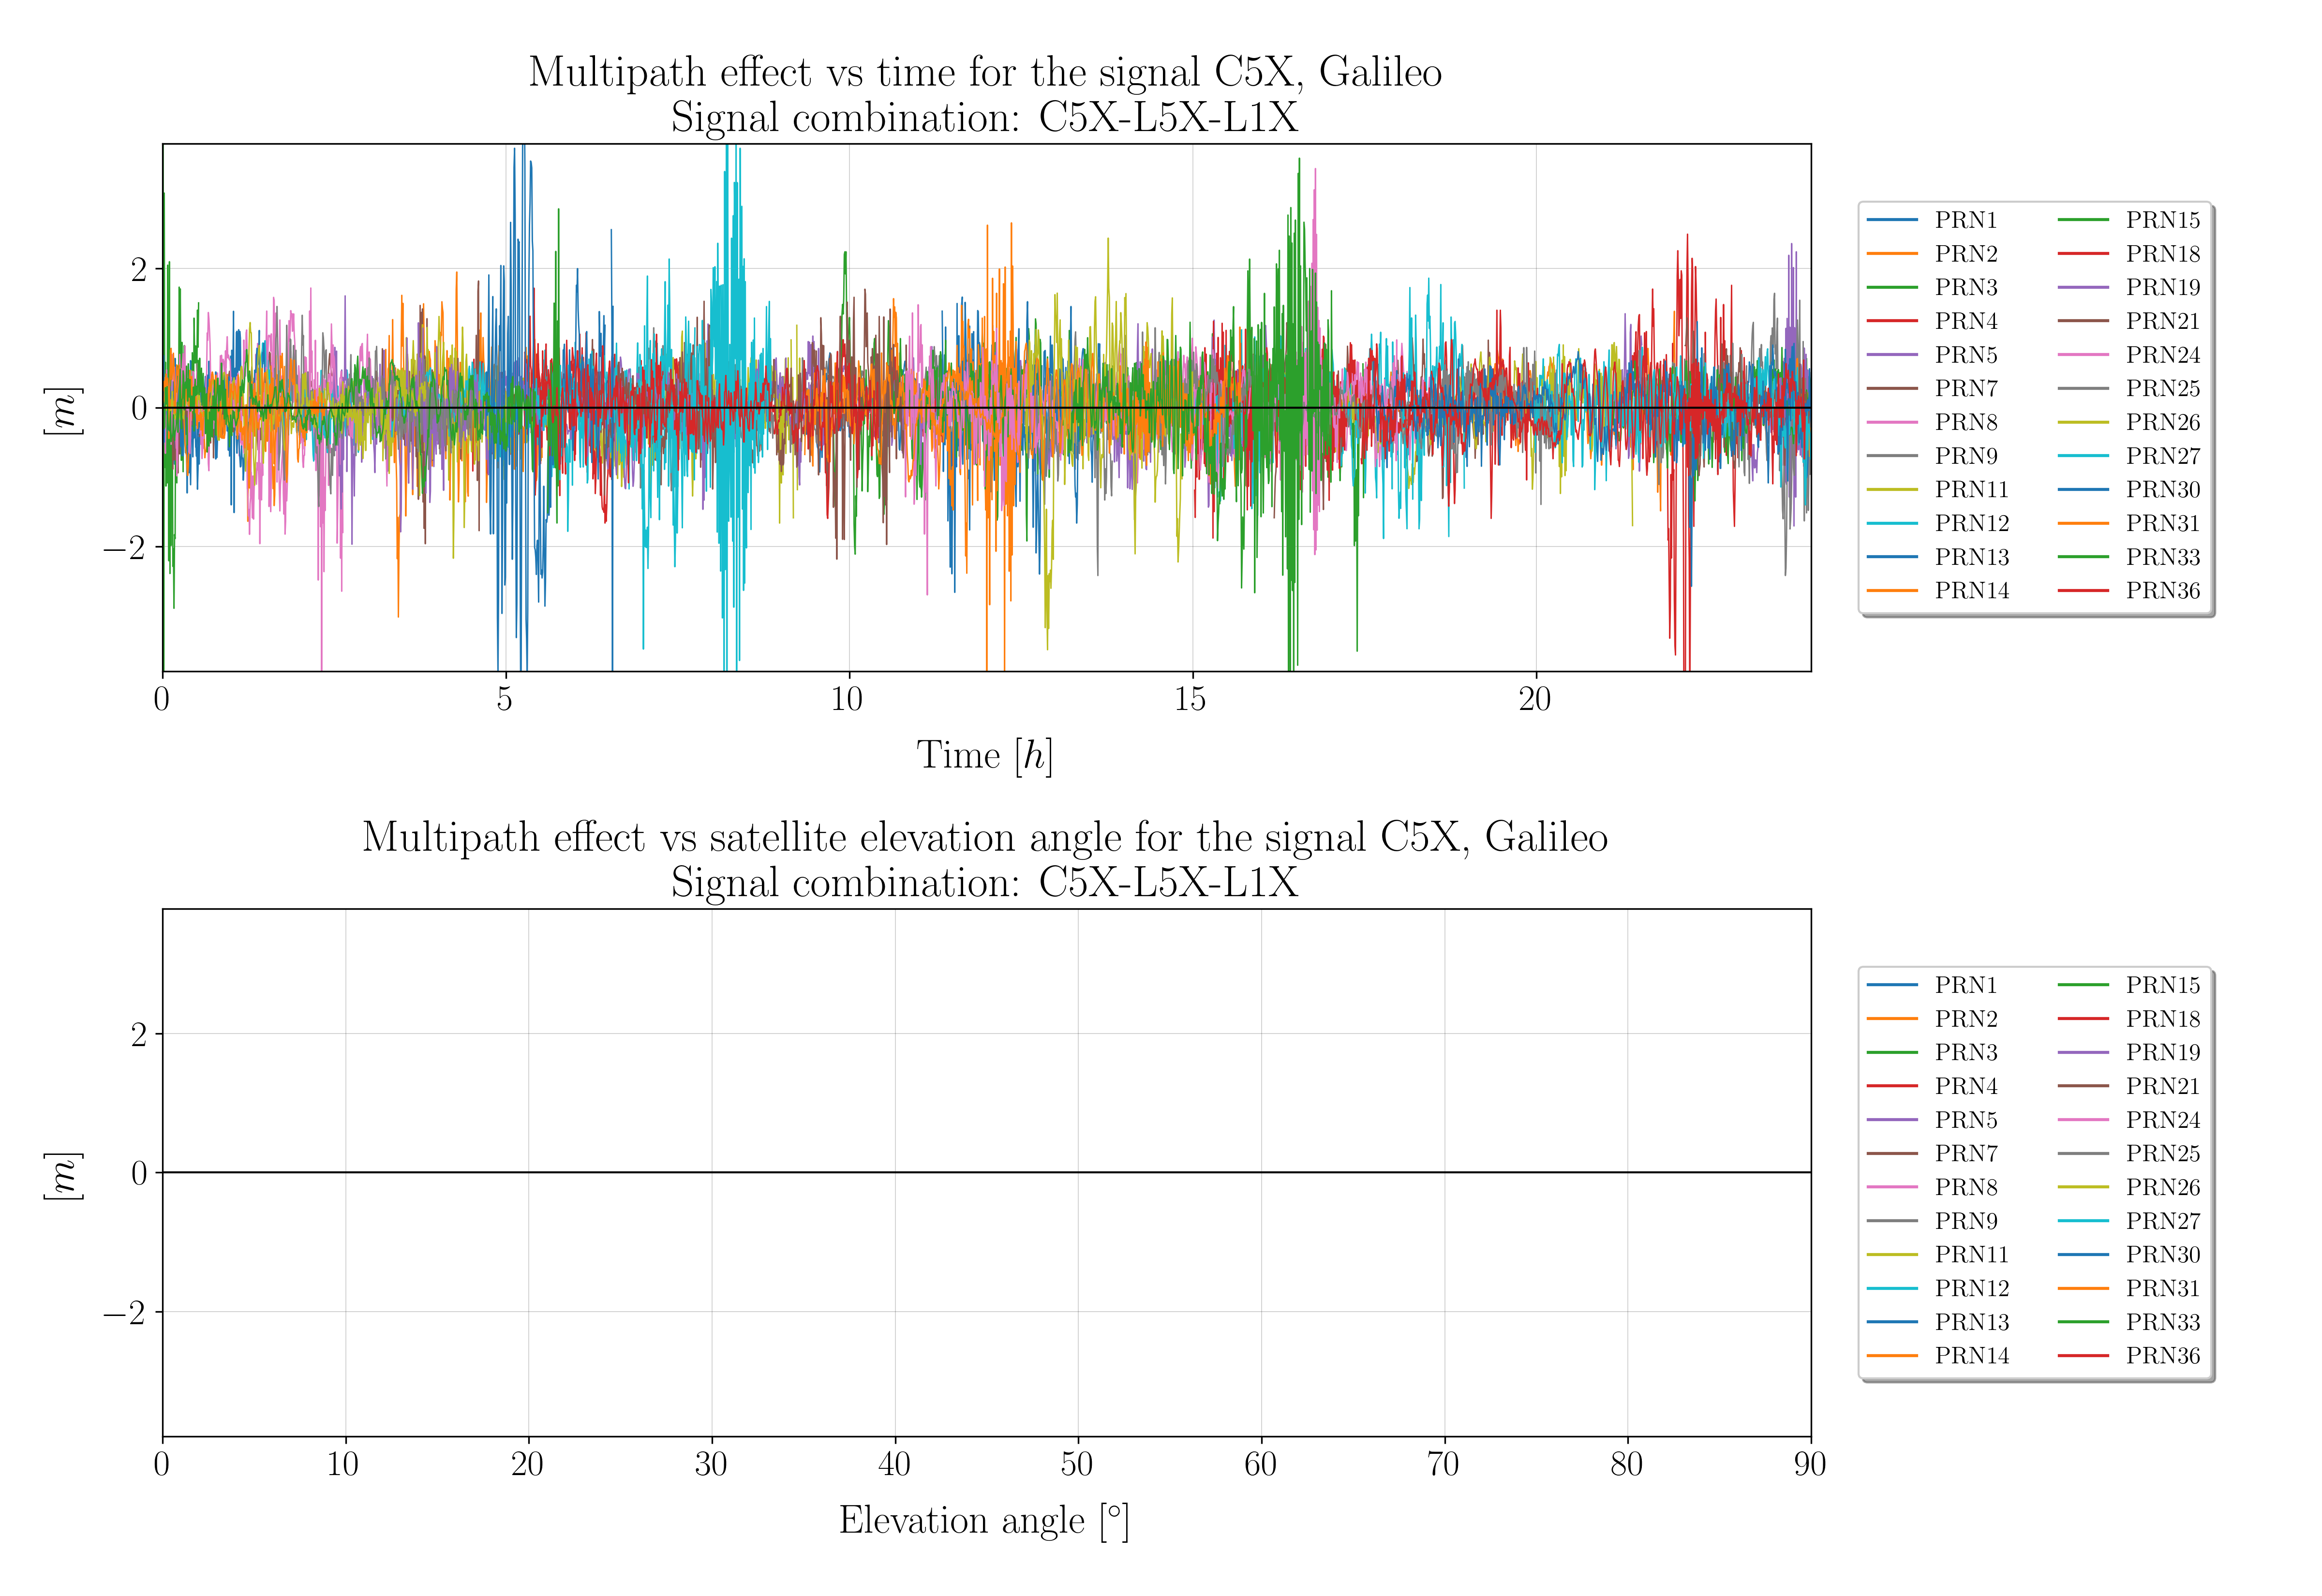 Multipath effect vs time for the signal C5X, Galileo
Signal combination: C5X-L5X-L1X
[m]
2
0
−2
0 5 10 15 20
Time [h]
PRN1 PRN15
PRN2 PRN18
PRN3 PRN19
PRN4 PRN21
PRN5 PRN24
PRN7 PRN25
PRN8 PRN26
PRN9 PRN27
PRN11 PRN30
PRN12 PRN31
PRN13 PRN33
PRN14 PRN36
Multipath effect vs satellite elevation angle for the signal C5X, Galileo
Signal combination: C5X-L5X-L1X
[m]
2
0
−2
0 10 20 30 40 50 60 70 80 90
Elevation angle [°]
PRN1 PRN15
PRN2 PRN18
PRN3 PRN19
PRN4 PRN21
PRN5 PRN24
PRN7 PRN25
PRN8 PRN26
PRN9 PRN27
PRN11 PRN30
PRN12 PRN31
PRN13 PRN33
PRN14 PRN36